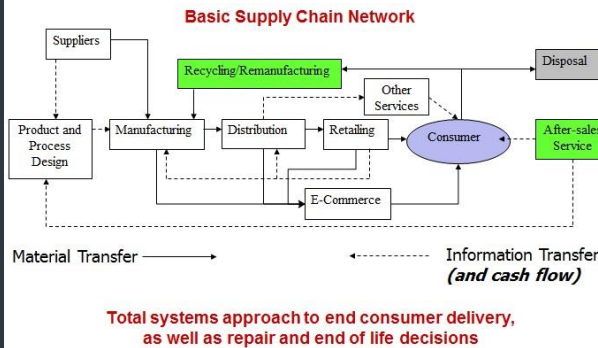 Basic Supply Chain Network
Suppliers
Disposal
Recycling/Remanufacturing
Other
Services
Product and
Process
Design
Manufacturing
Distribution
Retailing
Consumer
After-sales
Service
E-Commerce
Material Transfer
Information Transfer
(and cash flow)
Total systems approach to end consumer delivery,
as well as repair and end of life decisions